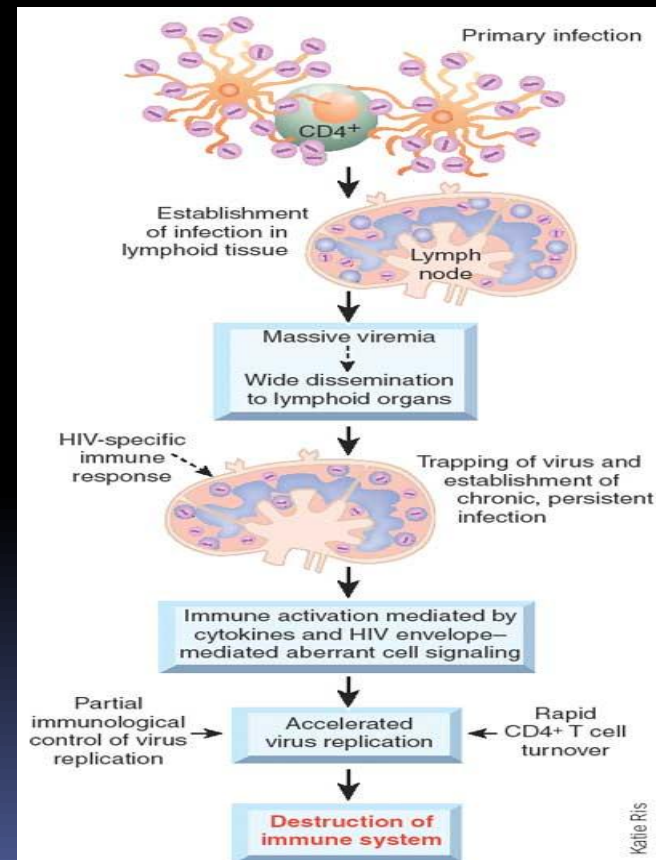 Primary infection
CD4+
Establishment
of infection in
lymphoid tissue
Lymph
node
Massive viremia
Wide dissemination
to lymphoid organs
HIV-specific
immune
response
Trapping of virus and
establishment of
chronic, persistent
infection
Immune activation mediated by
cytokines and HIV envelope–
mediated aberrant cell signaling
Partial
immunological
control of virus
replication
Accelerated
virus replication
Rapid
CD4+ T cell
turnover
Destruction of
immune system
Katie Ris